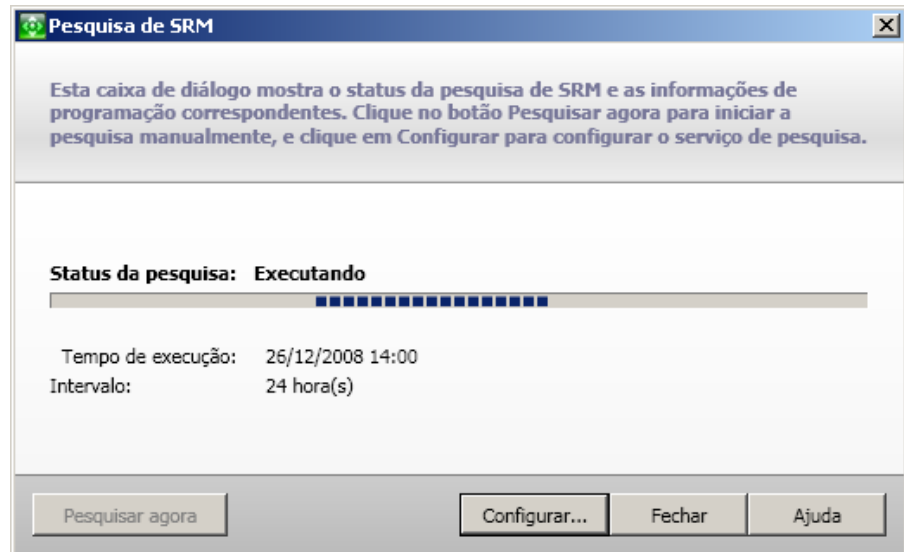 Pesquisa de SRM
Esta caixa de diálogo mostra o status da pesquisa de SRM e as informações de
programação correspondentes. Clique no botão Pesquisar agora para iniciar a
pesquisa manualmente, e clique em Configurar para configurar o serviço de pesquisa.
Status da pesquisa: Executando
Tempo de execução: 26/12/2008 14:00
Intervalo: 24 hora(s)
Pesquisar agora Configurar... Fechar Ajuda